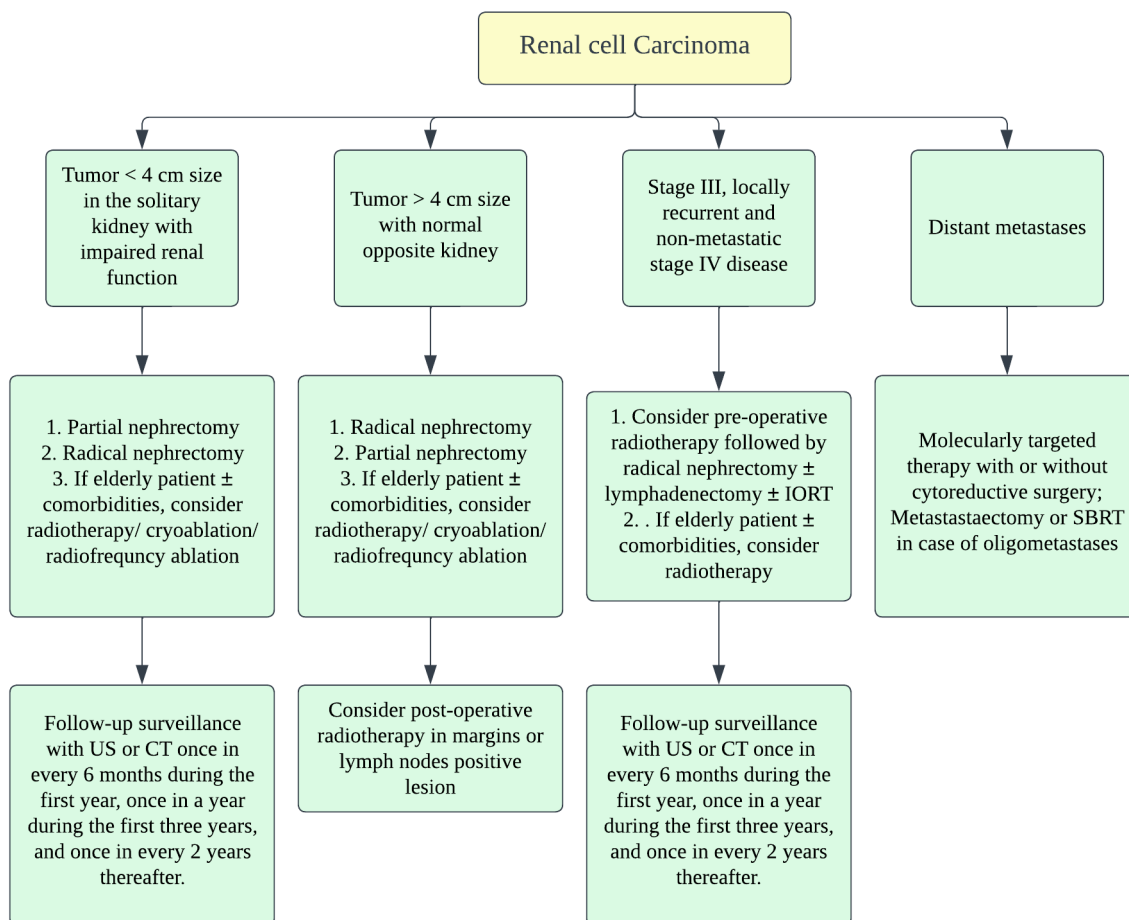 Renal cell Carcinoma
Tumor < 4 cm size
in the solitary
kidney with
impaired renal
function
Tumor > 4 cm size
with normal
opposite kidney
Stage III, locally
recurrent and
non-metastatic
stage IV disease
Distant metastases
1. Partial nephrectomy
2. Radical nephrectomy
3. If elderly patient ±
comorbidities, consider
radiotherapy/ cryoablation/
radiofrequncy ablation
1. Radical nephrectomy
2. Partial nephrectomy
3. If elderly patient ±
comorbidities, consider
radiotherapy/ cryoablation/
radiofrequncy ablation
1. Consider pre-operative
radiotherapy followed by
radical nephrectomy ±
lymphadenectomy ± IORT
2. . If elderly patient ±
comorbidities, consider
radiotherapy
Molecularly targeted
therapy with or without
cytoreductive surgery;
Metastastaectomy or SBRT
in case of oligometastases
Follow-up surveillance
with US or CT once in
every 6 months during the
first year, once in a year
during the first three years,
and once in every 2 years
thereafter.
Consider post-operative
radiotherapy in margins or
lymph nodes positive
lesion
Follow-up surveillance
with US or CT once in
every 6 months during the
first year, once in a year
during the first three years,
and once in every 2 years
thereafter.